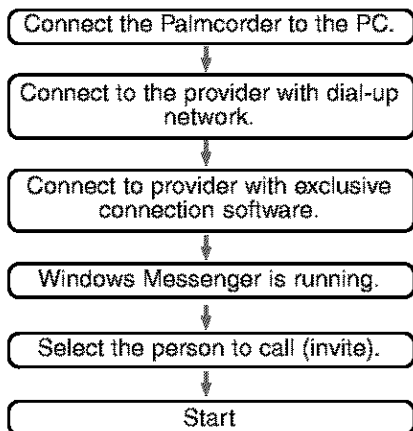 Connect the Palmcorder to the PC.
Connect to the provider with dial-up
network.
Connect to provider with exclusive
connection software.
Windows Messenger is running.
Select the person to call (invite).
Start